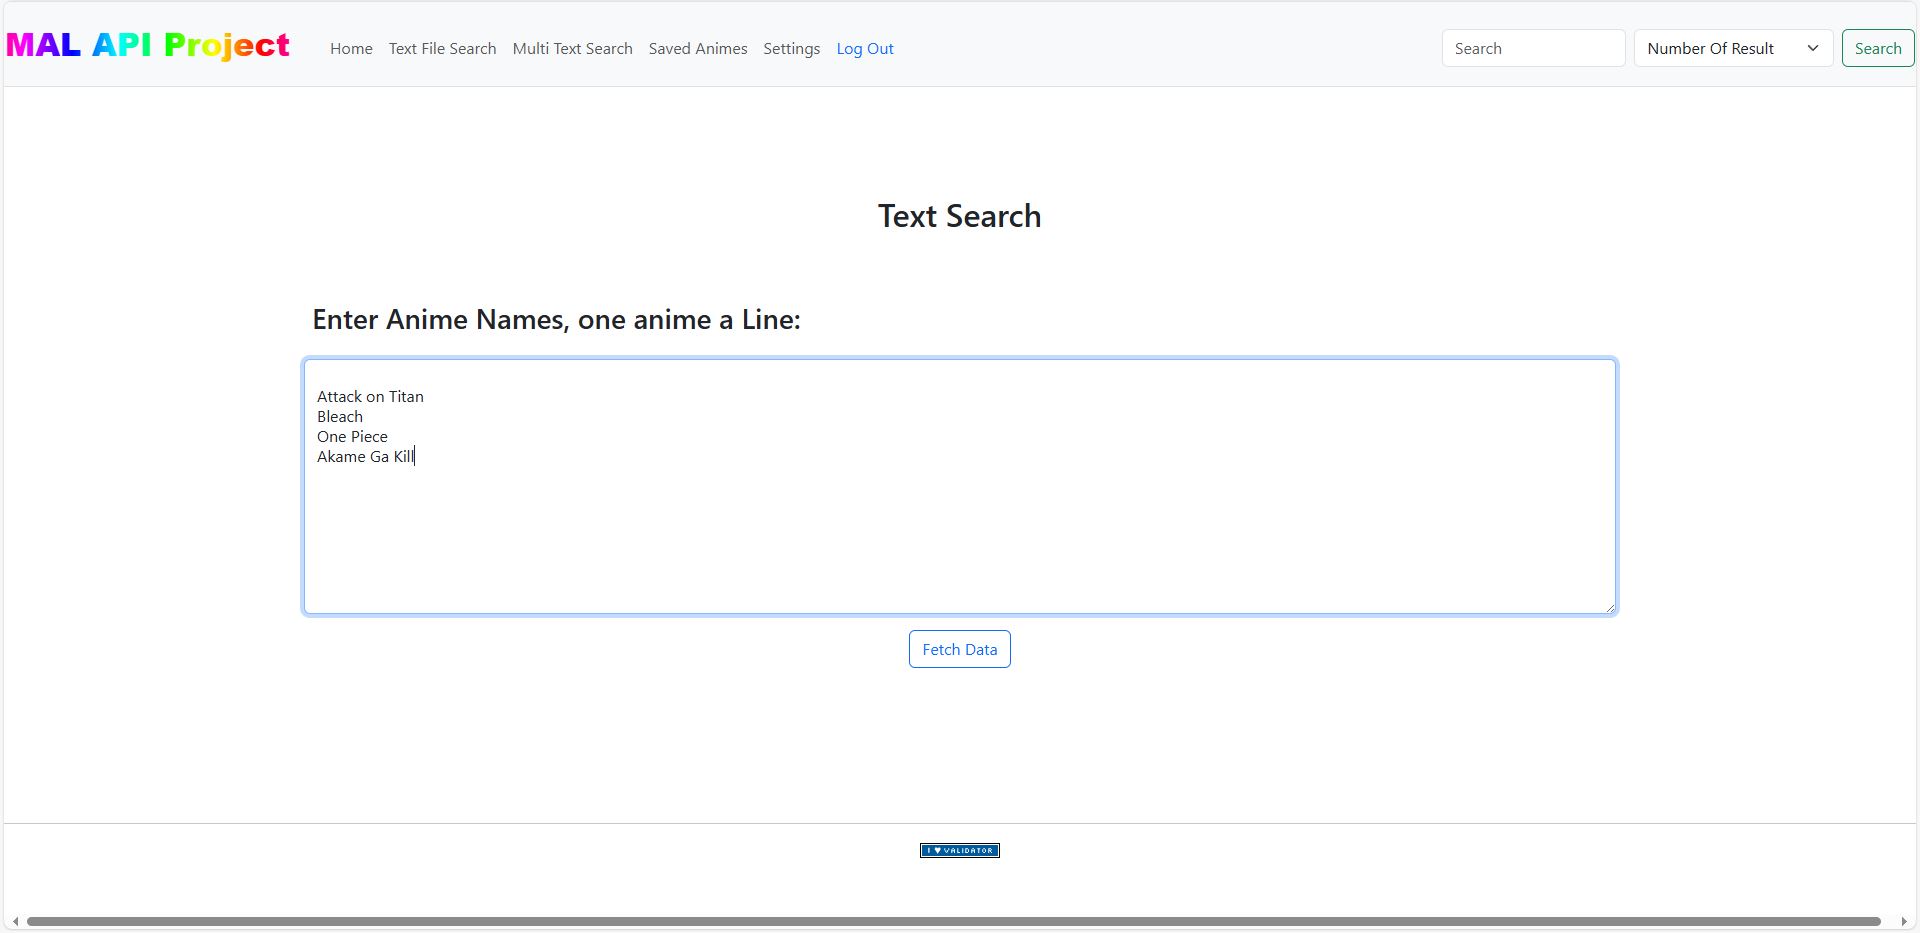 MAL API Project
Home Text File Search Multi Text Search Saved Animes Settings Log Out Search Number Of Result Search
Text Search
Enter Anime Names, one anime a Line:
Attack on Titan
Bleach
One Piece
Akame Ga Kill
Fetch Data
I ♥ VALIDATOR